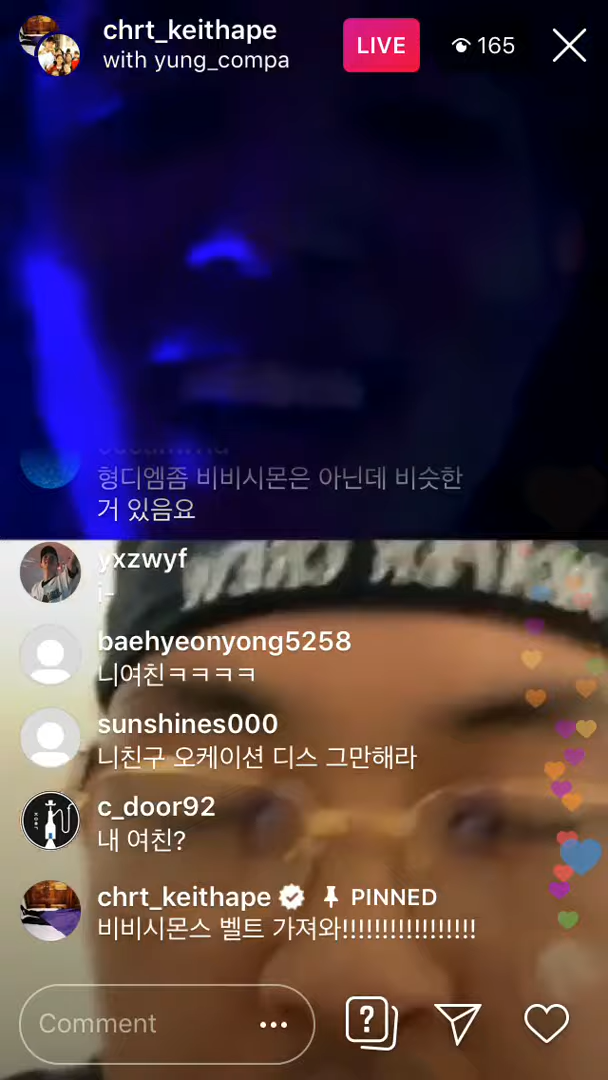 chrt_keithape
with yung_compa
LIVE
165
형디엠좀 비비시몬은 아닌데 비슷한
거 있음요
yxzwyf
i-
baehyeonyong5258
니여친ㅋㅋㅋㅋ
sunshines000
니친구 오케이션 디스 그만해라
c_door92
내 여친?
chrt_keithape PINNED
비비시몬스 벨트 가져와!!!!!!!!!!!!!!!!!
Comment